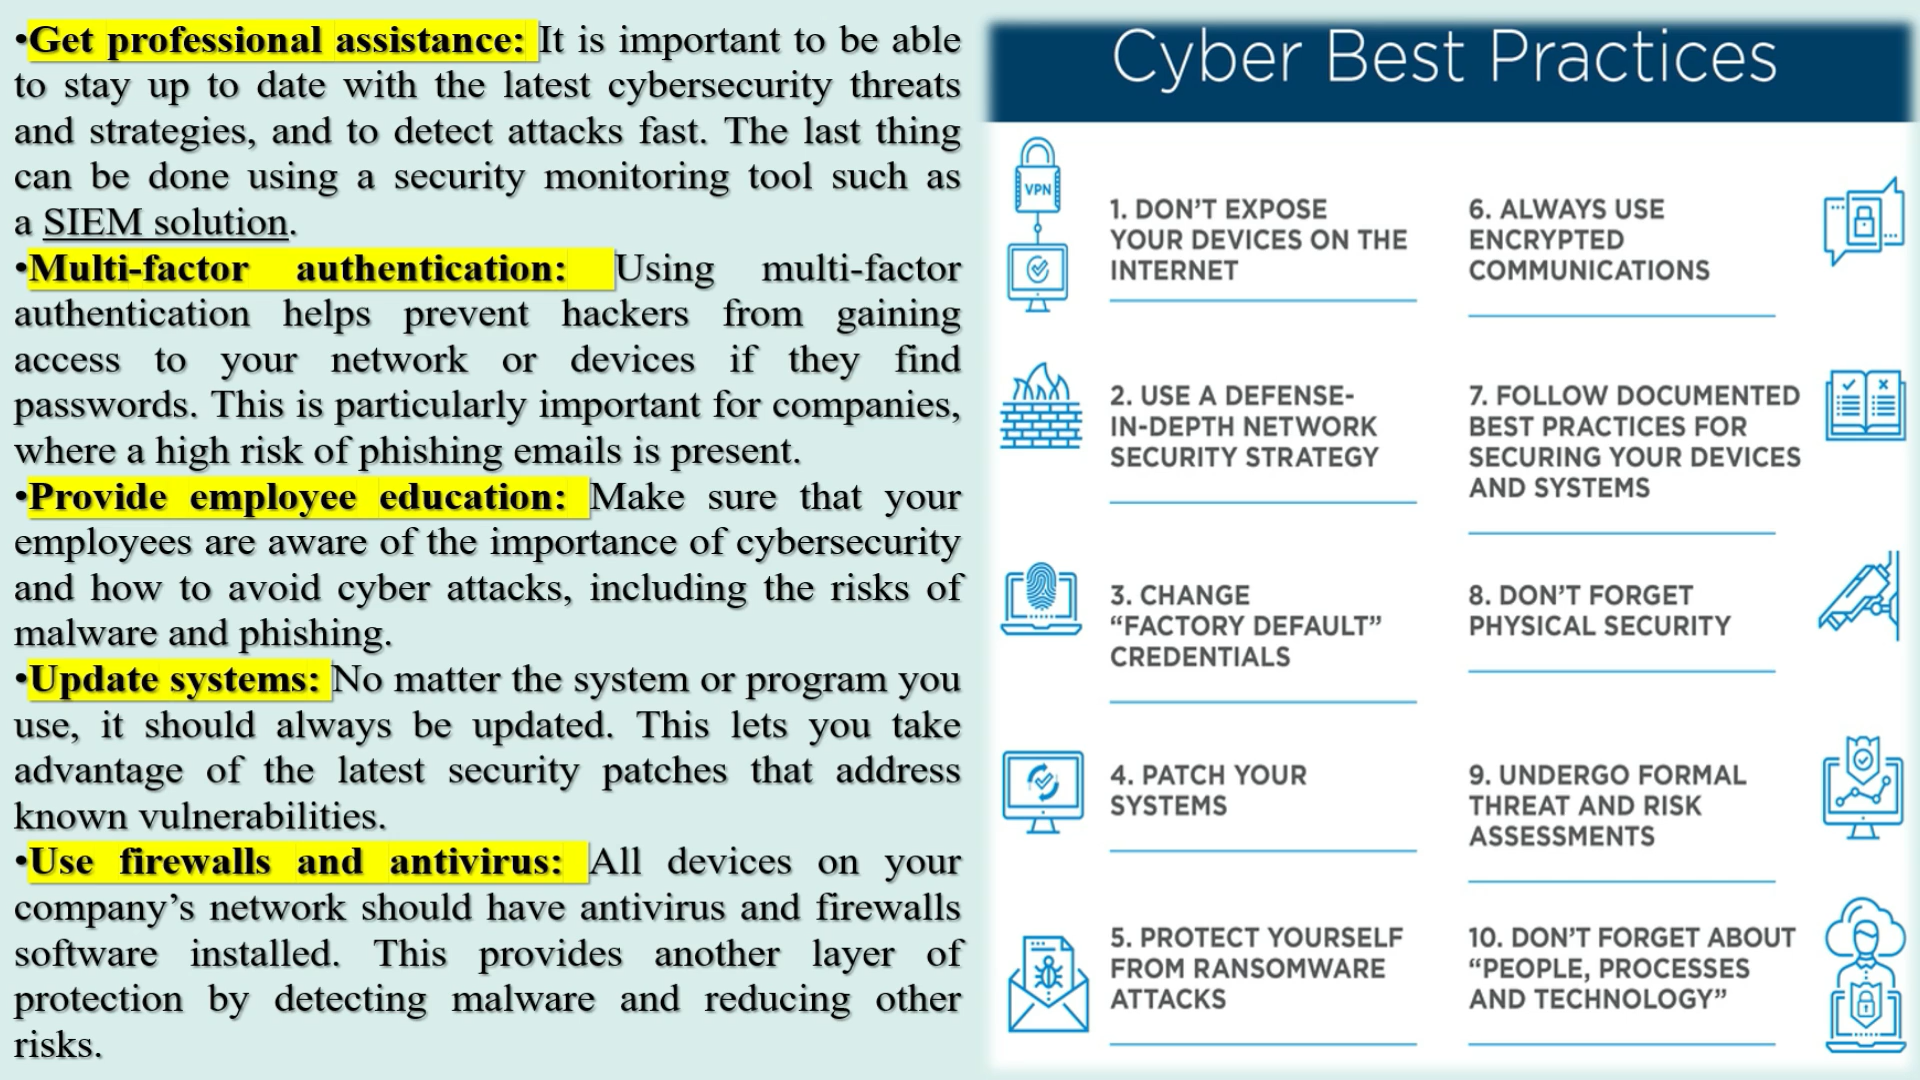 •Get professional assistance: It is important to be able
to stay up to date with the latest cybersecurity threats
and strategies, and to detect attacks fast. The last thing
can be done using a security monitoring tool such as
a SIEM solution.
•Multi-factor authentication: Using multi-factor
authentication helps prevent hackers from gaining
access to your network or devices if they find
passwords. This is particularly important for companies,
where a high risk of phishing emails is present.
•Provide employee education: Make sure that your
employees are aware of the importance of cybersecurity
and how to avoid cyber attacks, including the risks of
malware and phishing.
•Update systems: No matter the system or program you
use, it should always be updated. This lets you take
advantage of the latest security patches that address
known vulnerabilities.
•Use firewalls and antivirus: All devices on your
company’s network should have antivirus and firewalls
software installed. This provides another layer of
protection by detecting malware and reducing other
risks.
Cyber Best Practices
VPN
1. DON’T EXPOSE
YOUR DEVICES ON THE
INTERNET
2. USE A DEFENSE-
IN-DEPTH NETWORK
SECURITY STRATEGY
3. CHANGE
“FACTORY DEFAULT”
CREDENTIALS
4. PATCH YOUR
SYSTEMS
5. PROTECT YOURSELF
FROM RANSOMWARE
ATTACKS
6. ALWAYS USE
ENCRYPTED
COMMUNICATIONS
7. FOLLOW DOCUMENTED
BEST PRACTICES FOR
SECURING YOUR DEVICES
AND SYSTEMS
8. DON’T FORGET
PHYSICAL SECURITY
9. UNDERGO FORMAL
THREAT AND RISK
ASSESSMENTS
10. DON’T FORGET ABOUT
“PEOPLE, PROCESSES
AND TECHNOLOGY”